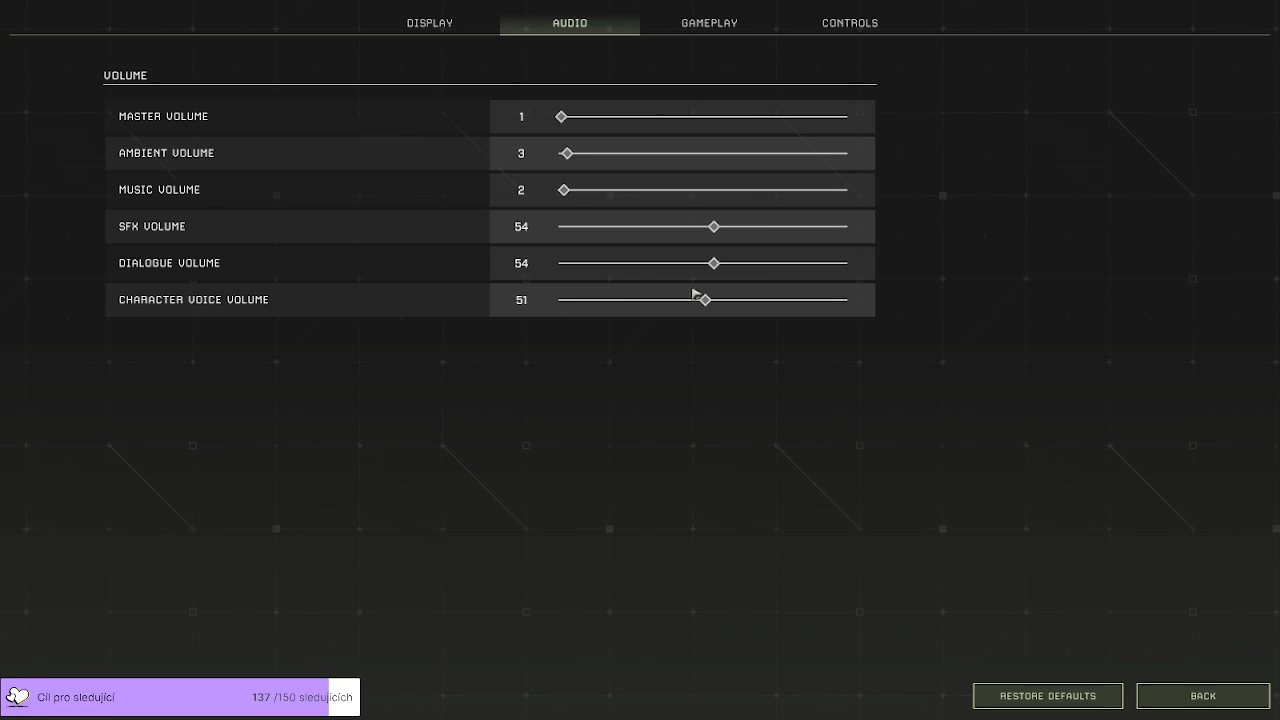 DISPLAY AUDIO GAMEPLAY CONTROLS
VOLUME
MASTER VOLUME 1
AMBIENT VOLUME 3
MUSIC VOLUME 2
SFX VOLUME 54
DIALOGUE VOLUME 54
CHARACTER VOICE VOLUME 51
Cíl pro sledující 137 /150 sledujících
RESTORE DEFAULTS BACK